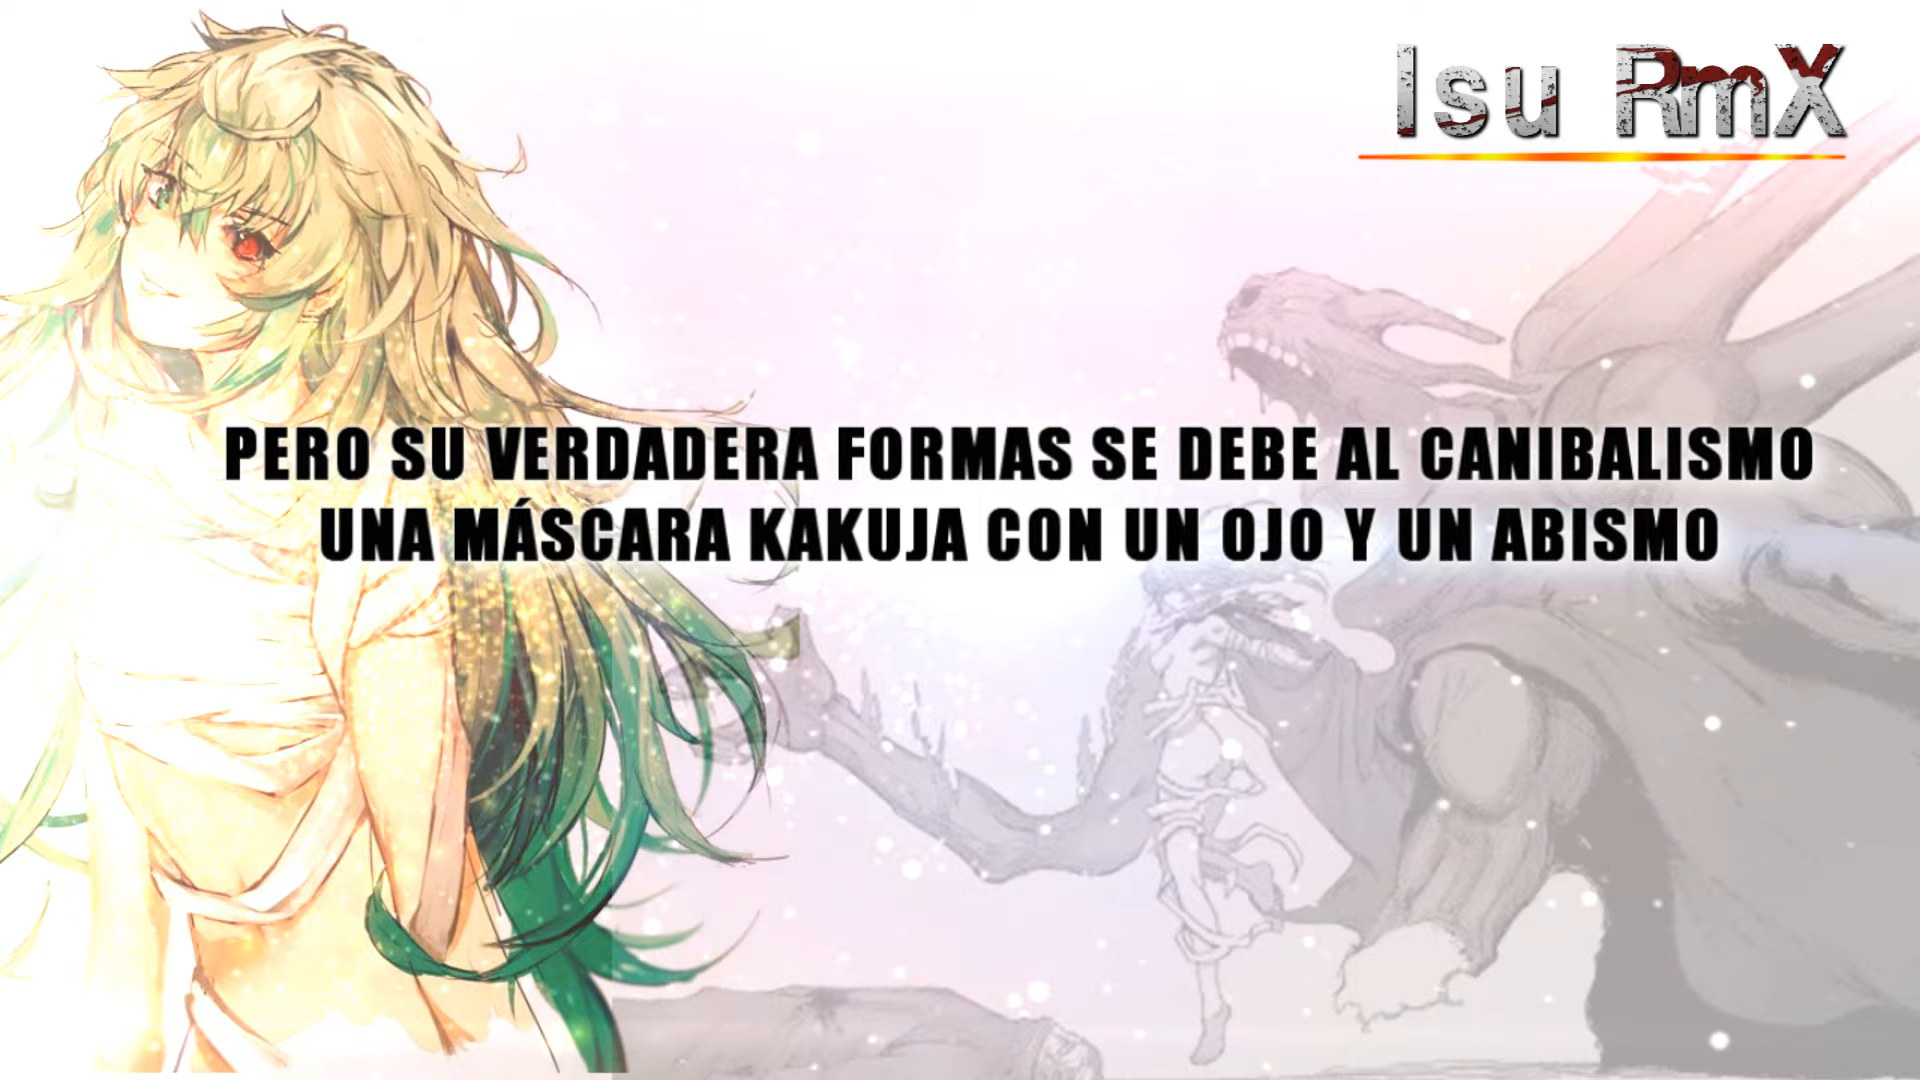 Isu RmX
PERO SU VERDADERA FORMAS SE DEBE AL CANIBALISMO
UNA MÁSCARA KAKUJA CON UN OJO Y UN ABISMO